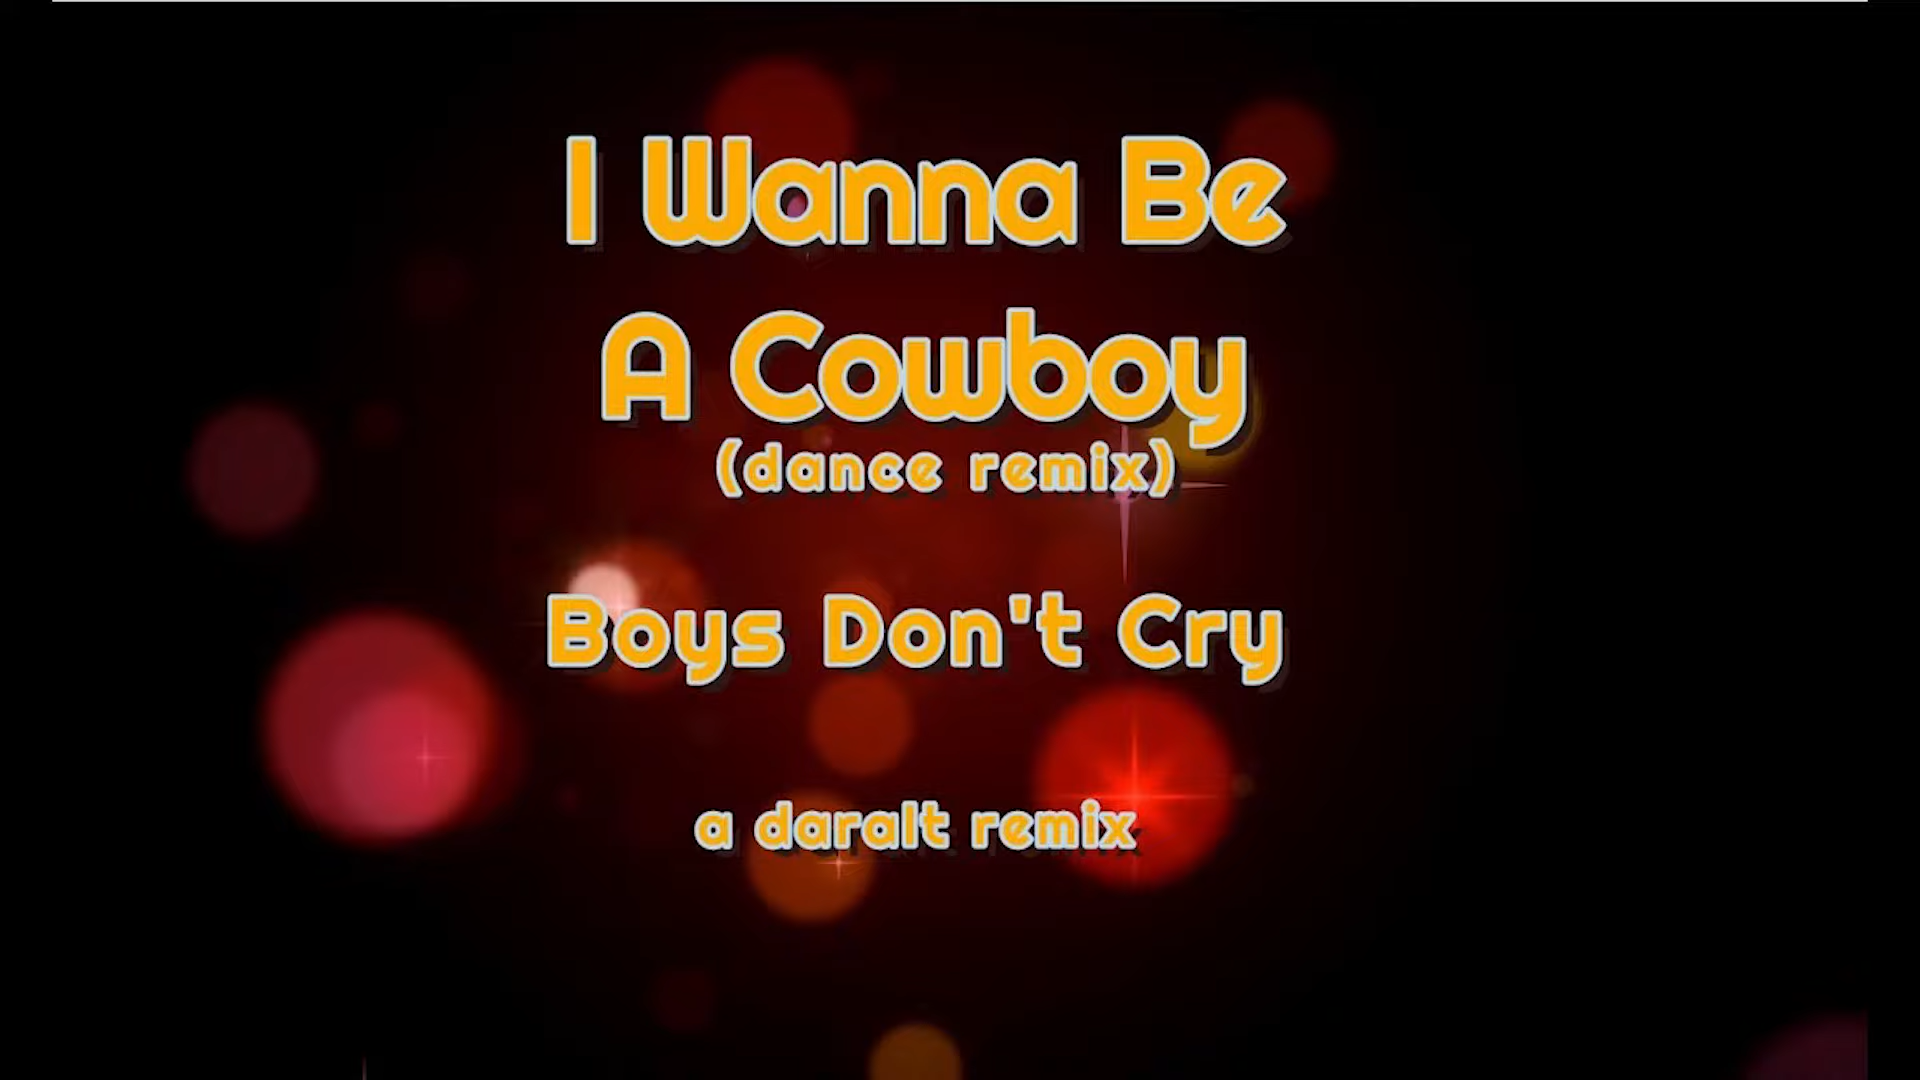 I Wanna Be
A Cowboy
(dance remix)
Boys Don't Cry
a daralt remix